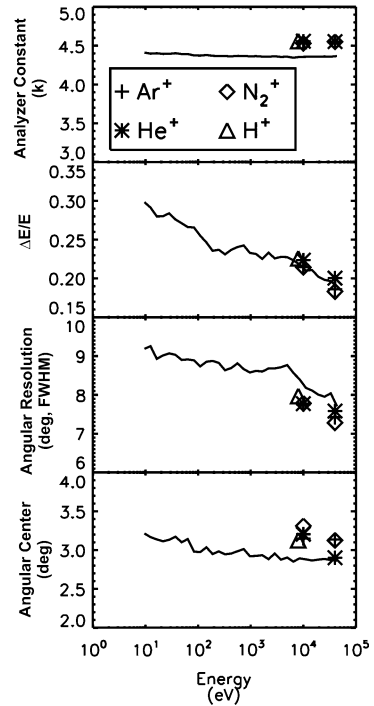 Analyzer Constant
(k)
5.0
4.5
4.0
3.5
3.0
Ar+ N2+
He+ H+
ΔE/E
0.35
0.30
0.25
0.20
0.15
Angular Resolution
(deg, FWHM)
10
9
8
7
6
Angular Center
(deg)
4.0
3.5
3.0
2.5
2.0
10^0 10^1 10^2 10^3 10^4 10^5
Energy
(eV)